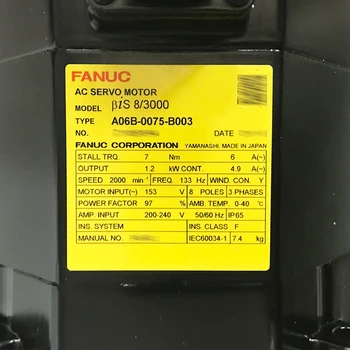 FANUC
AC SERVO MOTOR
MODEL βiS 8/3000
TYPE A06B-0075-B003
NO. DATE
FANUC CORPORATION YAMANASHI, MADE IN JAPAN
STALL TRQ. 7 Nm 6 A(~)
OUTPUT 1.2 kW CONT. 4.9 A(~)
SPEED 2000 min⁻¹ FREQ. 133 Hz WIND. CON. Y
MOTOR INPUT(~) 153 V 8 POLES 3 PHASES
POWER FACTOR 97 % AMB. TEMP. 0-40 °C
AMP. INPUT 200-240 V 50/60 Hz IP65
INS. SYSTEM INS. CLASS F
MANUAL NO. IEC60034-1 7.4 kg